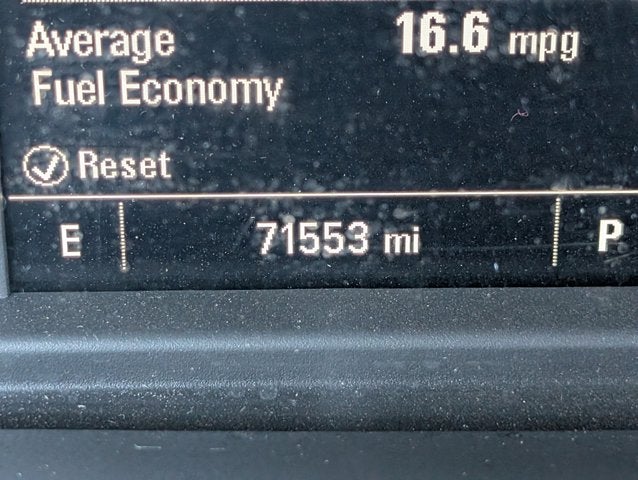 Average 16.6 mpg
Fuel Economy
Reset
E 71553 mi P